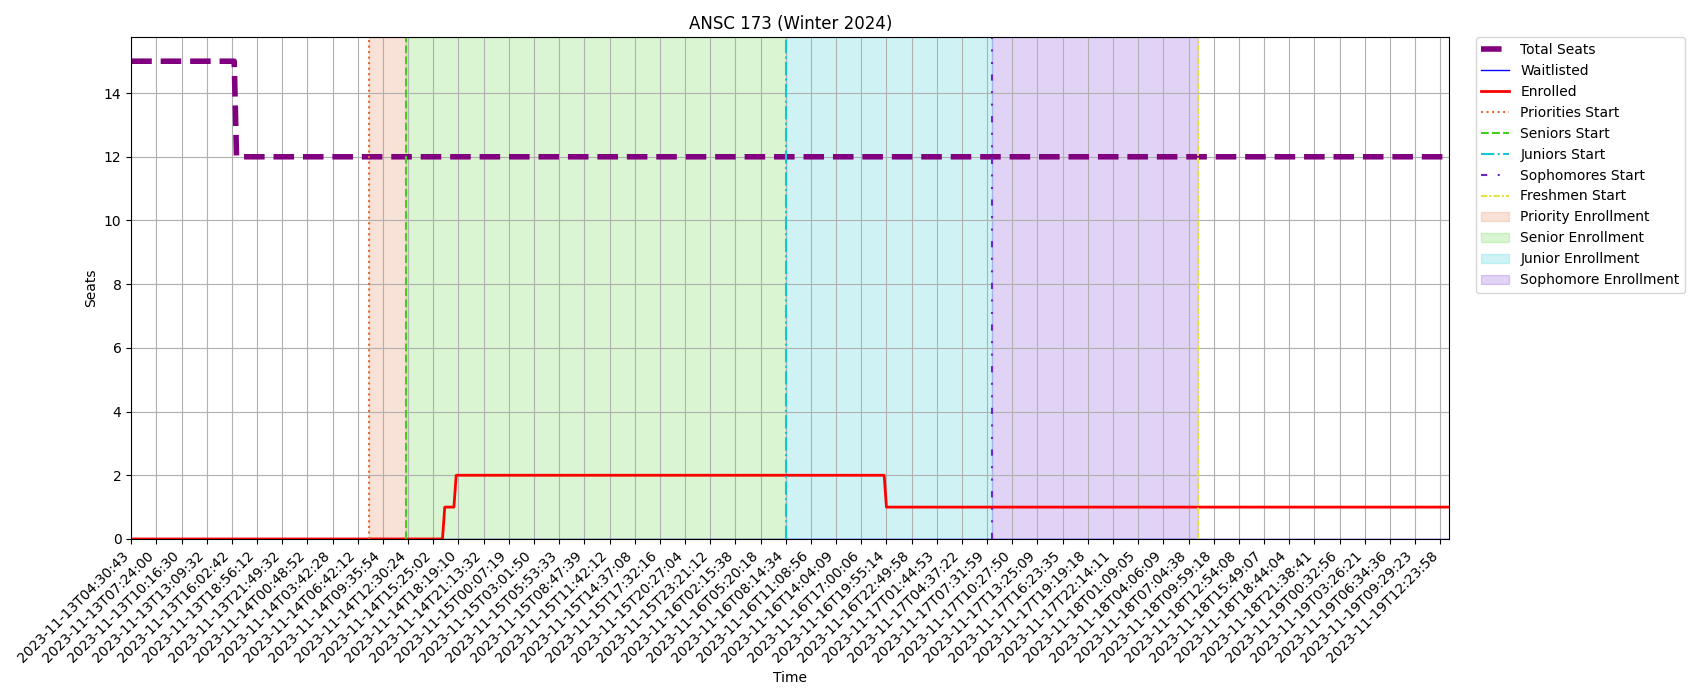 ANSC 173 (Winter 2024)
Total Seats
Waitlisted
Enrolled
Priorities Start
Seniors Start
Juniors Start
Sophomores Start
Freshmen Start
Priority Enrollment
Senior Enrollment
Junior Enrollment
Sophomore Enrollment
Seats
14
12
10
8
6
4
2
0
2023-11-13T04:30:43
2023-11-13T07:24:00
2023-11-13T10:16:30
2023-11-13T13:09:32
2023-11-13T16:02:42
2023-11-13T18:56:12
2023-11-13T21:49:32
2023-11-14T00:48:52
2023-11-14T03:42:28
2023-11-14T06:42:12
2023-11-14T09:35:54
2023-11-14T12:30:24
2023-11-14T15:25:02
2023-11-14T18:19:10
2023-11-14T21:13:32
2023-11-15T00:07:19
2023-11-15T03:01:50
2023-11-15T05:53:33
2023-11-15T08:47:39
2023-11-15T11:42:12
2023-11-15T14:37:08
2023-11-15T17:32:16
2023-11-15T20:27:04
2023-11-15T23:21:12
2023-11-16T02:15:38
2023-11-16T05:20:18
2023-11-16T08:14:34
2023-11-16T11:08:56
2023-11-16T14:04:09
2023-11-16T17:00:06
2023-11-16T19:55:14
2023-11-16T22:49:58
2023-11-17T01:44:53
2023-11-17T04:37:22
2023-11-17T07:31:59
2023-11-17T10:27:50
2023-11-17T13:25:09
2023-11-17T16:23:35
2023-11-17T19:19:18
2023-11-17T22:14:11
2023-11-18T01:09:05
2023-11-18T04:06:09
2023-11-18T07:04:38
2023-11-18T09:59:18
2023-11-18T12:54:08
2023-11-18T15:49:07
2023-11-18T18:44:04
2023-11-18T21:38:41
2023-11-19T00:32:56
2023-11-19T03:26:21
2023-11-19T06:34:36
2023-11-19T09:29:23
2023-11-19T12:23:58
Time